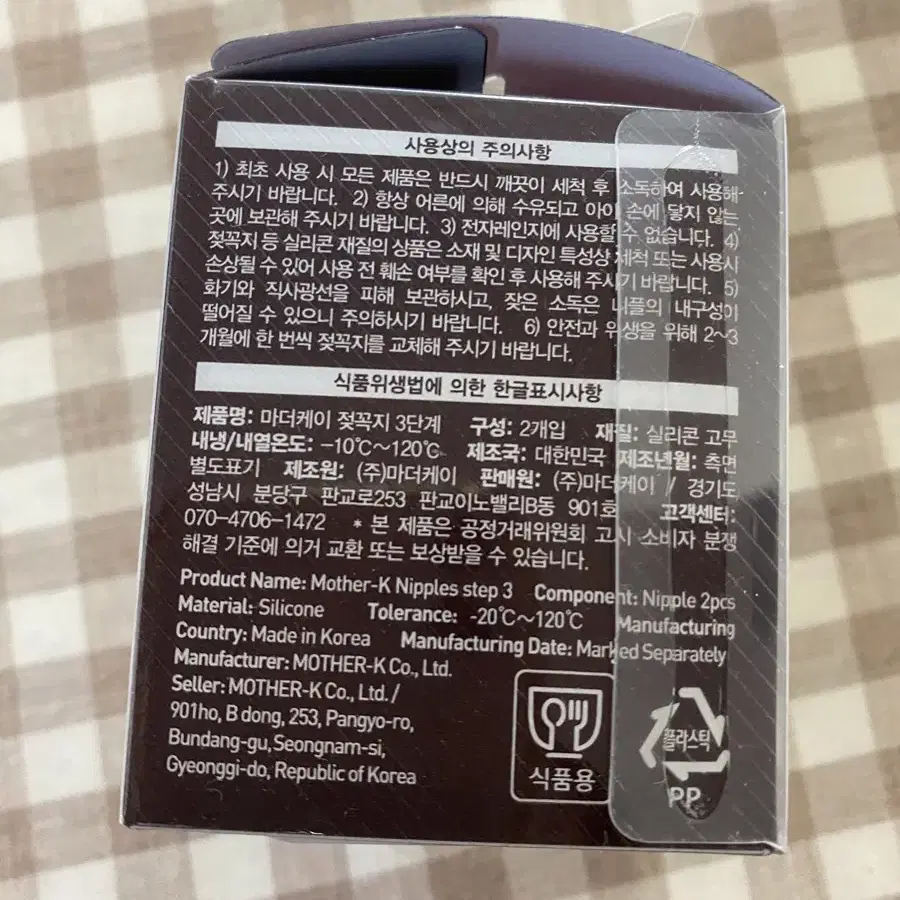 사용상의 주의사항
1) 최초 사용 시 모든 제품은 반드시 깨끗이 세척 후 소독하여 사용해
주시기 바랍니다. 2) 항상 어른에 의해 수유되고 아이 손에 닿지 않는
곳에 보관해 주시기 바랍니다. 3) 전자레인지에 사용할 수 없습니다. 4)
젖꼭지 등 실리콘 재질의 상품은 소재 및 디자인 특성상 세척 또는 사용시
손상될 수 있어 사용 전 훼손 여부를 확인 후 사용해 주시기 바랍니다. 5)
화기와 직사광선을 피해 보관하시고, 잦은 소독은 니플의 내구성이
떨어질 수 있으니 주의하시기 바랍니다. 6) 안전과 위생을 위해 2~3
개월에 한 번씩 젖꼭지를 교체해 주시기 바랍니다.
식품위생법에 의한 한글표시사항
제품명: 마더케이 젖꼭지 3단계 구성: 2개입 재질: 실리콘 고무
내냉/내열온도: -10℃~120℃ 제조국: 대한민국 제조년월: 측면
별도표기 제조원: (주)마더케이 판매원: (주)마더케이 / 경기도
성남시 분당구 판교로253 판교이노밸리B동 901호 고객센터:
070-4706-1472 * 본 제품은 공정거래위원회 고시 소비자 분쟁
해결 기준에 의거 교환 또는 보상받을 수 있습니다.
Product Name: Mother-K Nipples step 3 Component: Nipple 2pcs
Material: Silicone Tolerance: -20℃~120℃ Manufacturing
Country: Made in Korea Manufacturing Date: Marked Separately
Manufacturer: MOTHER-K Co., Ltd.
Seller: MOTHER-K Co., Ltd. /
901ho, B dong, 253, Pangyo-ro,
Bundang-gu, Seongnam-si,
Gyeonggi-do, Republic of Korea
식품용
플라스틱
PP